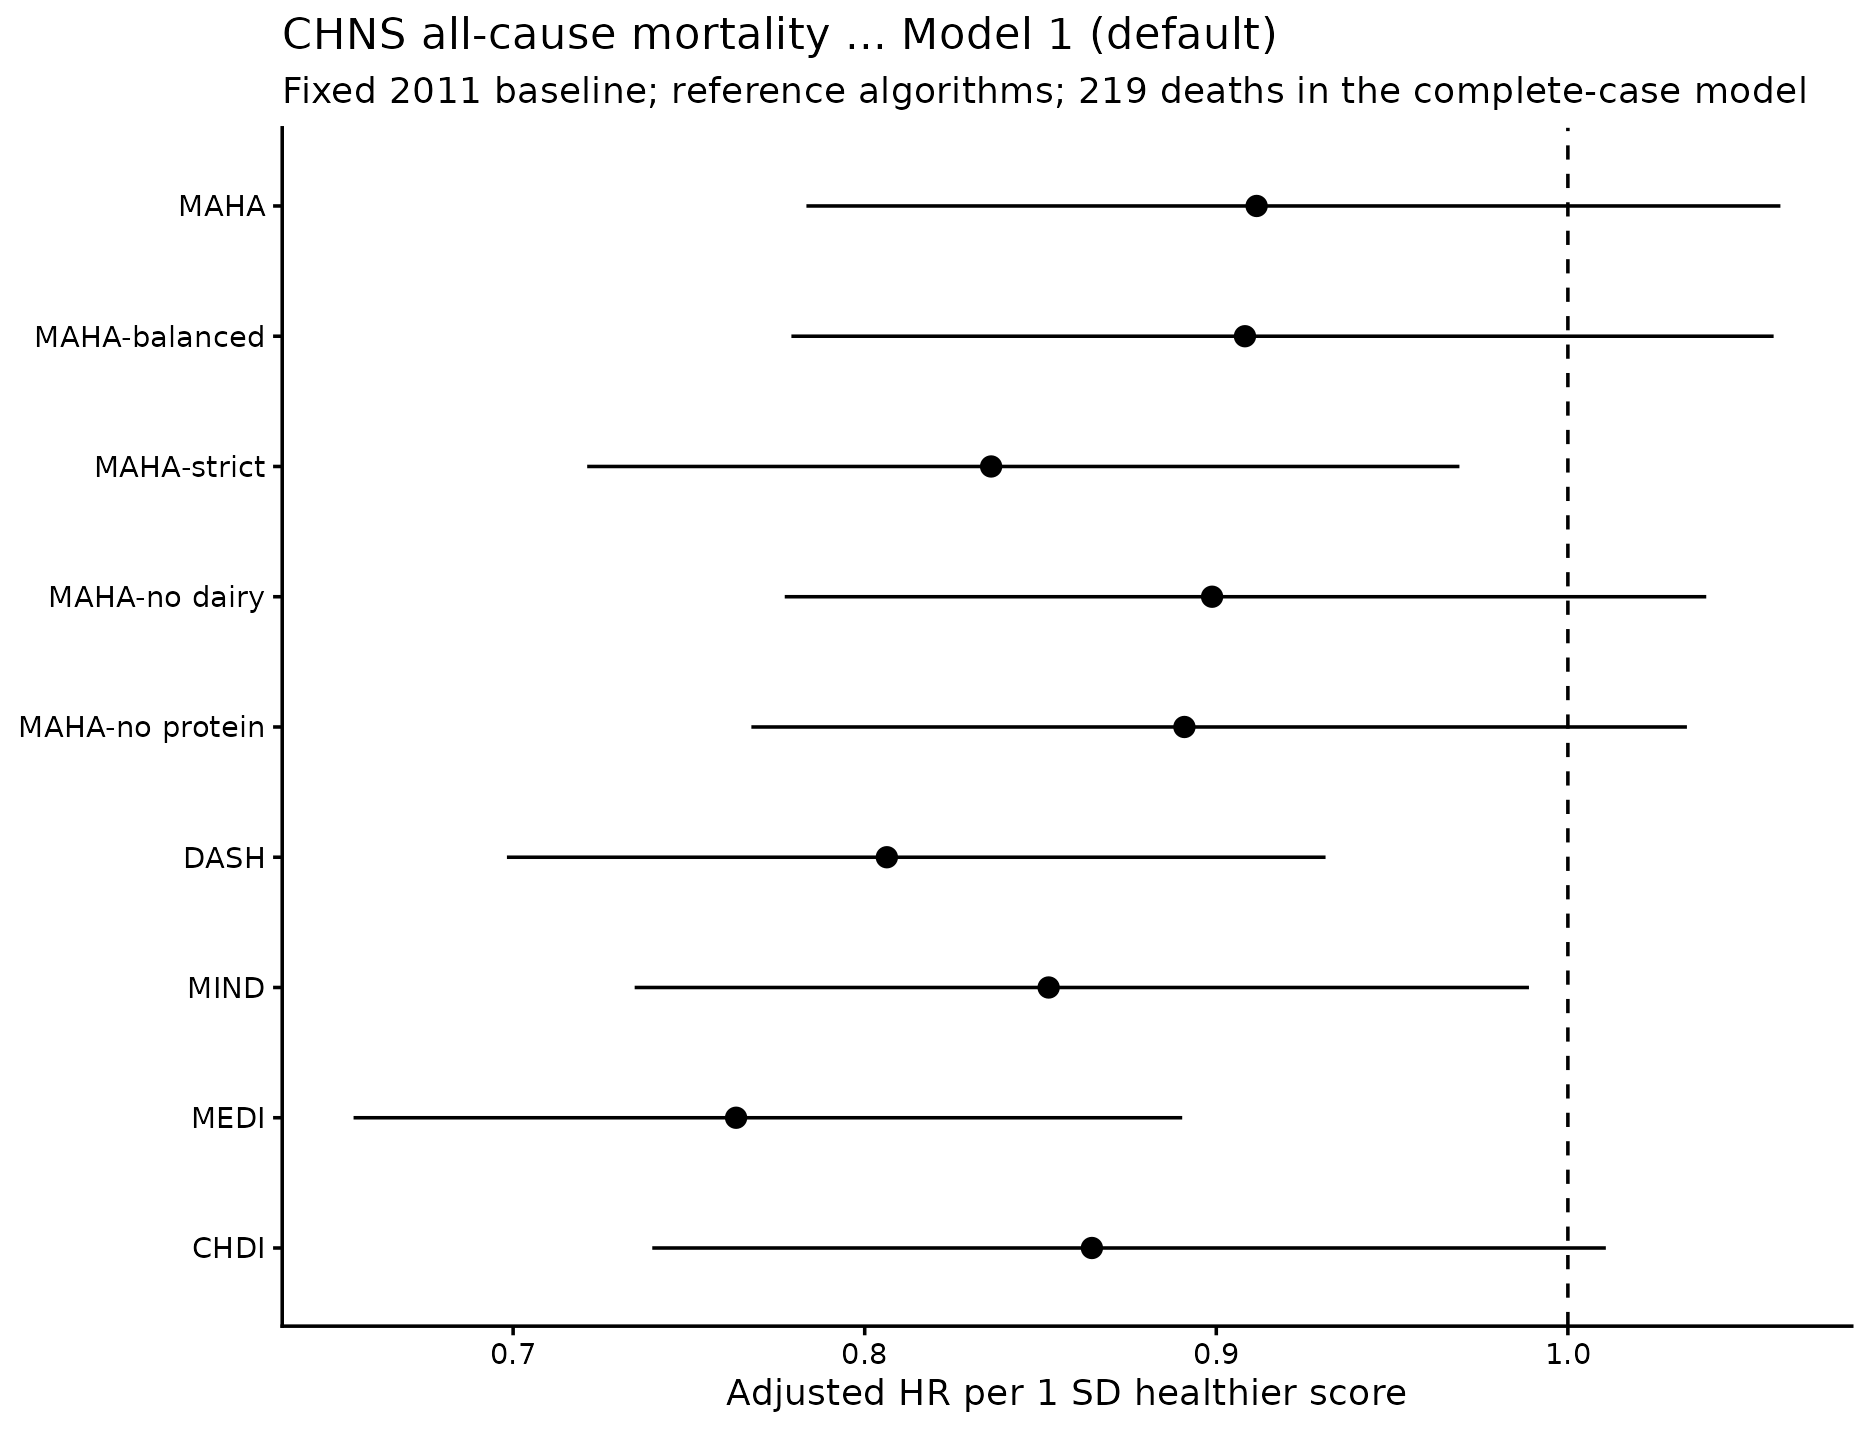 CHNS all-cause mortality ... Model 1 (default)
Fixed 2011 baseline; reference algorithms; 219 deaths in the complete-case model
MAHA
MAHA-balanced
MAHA-strict
MAHA-no dairy
MAHA-no protein
DASH
MIND
MEDI
CHDI
0.7 0.8 0.9 1.0
Adjusted HR per 1 SD healthier score